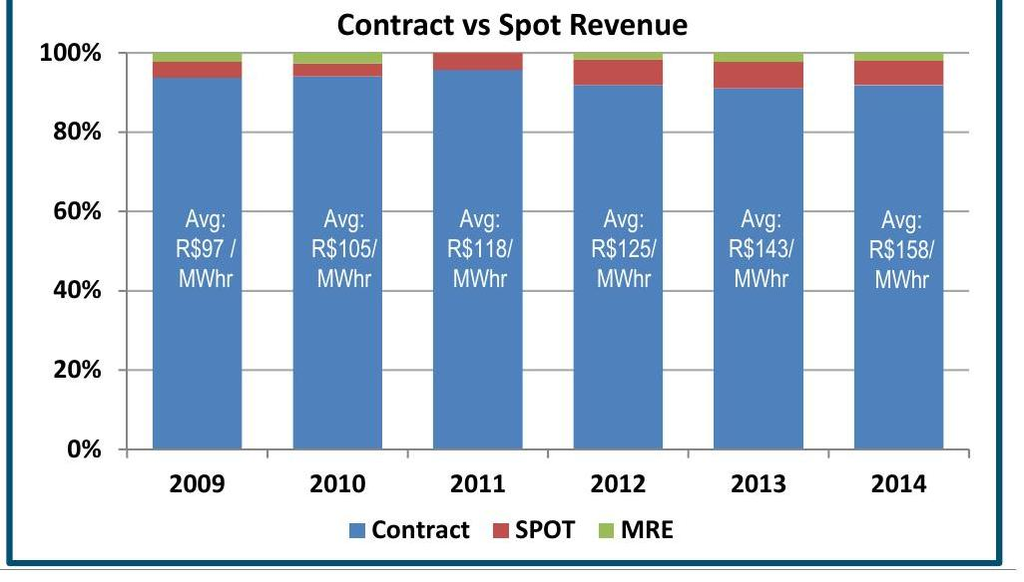 Contract vs Spot Revenue
100%
80%
60%
40%
20%
0%
Avg:
R$97 /
MWhr
Avg:
R$105/
MWhr
Avg:
R$118/
MWhr
Avg:
R$125/
MWhr
Avg:
R$143/
MWhr
Avg:
R$158/
MWhr
2009 2010 2011 2012 2013 2014
Contract SPOT MRE